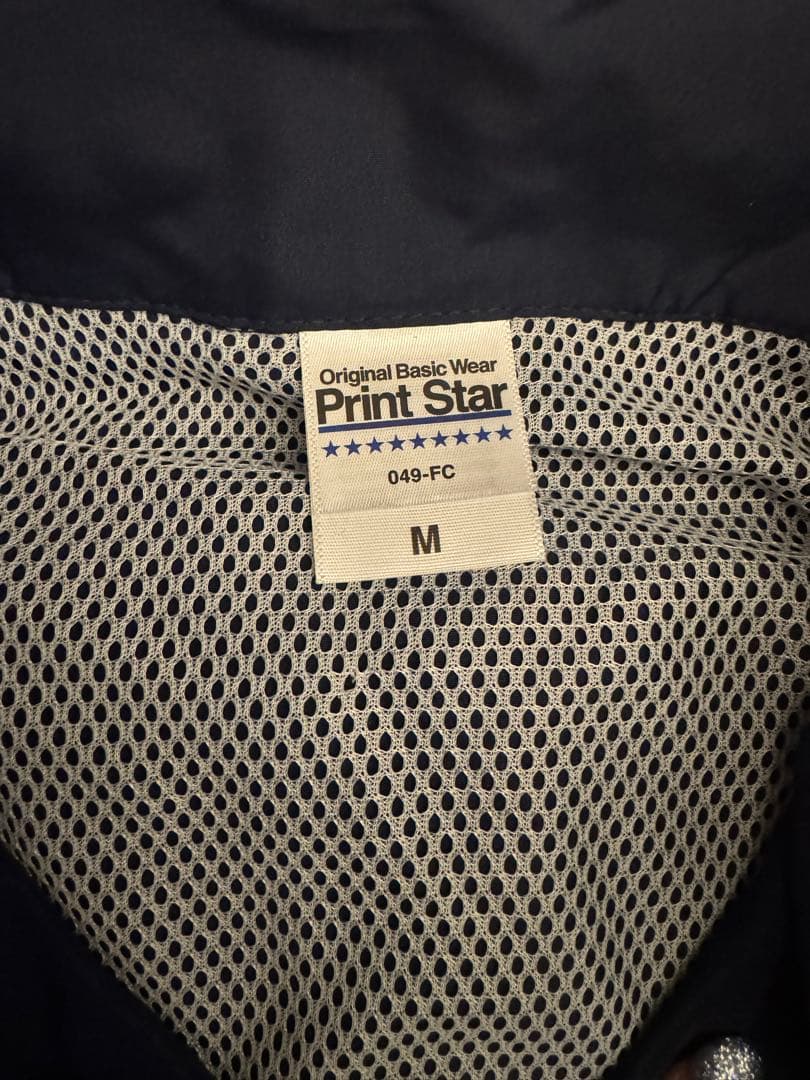 Original Basic Wear
Print Star
049-FC
M